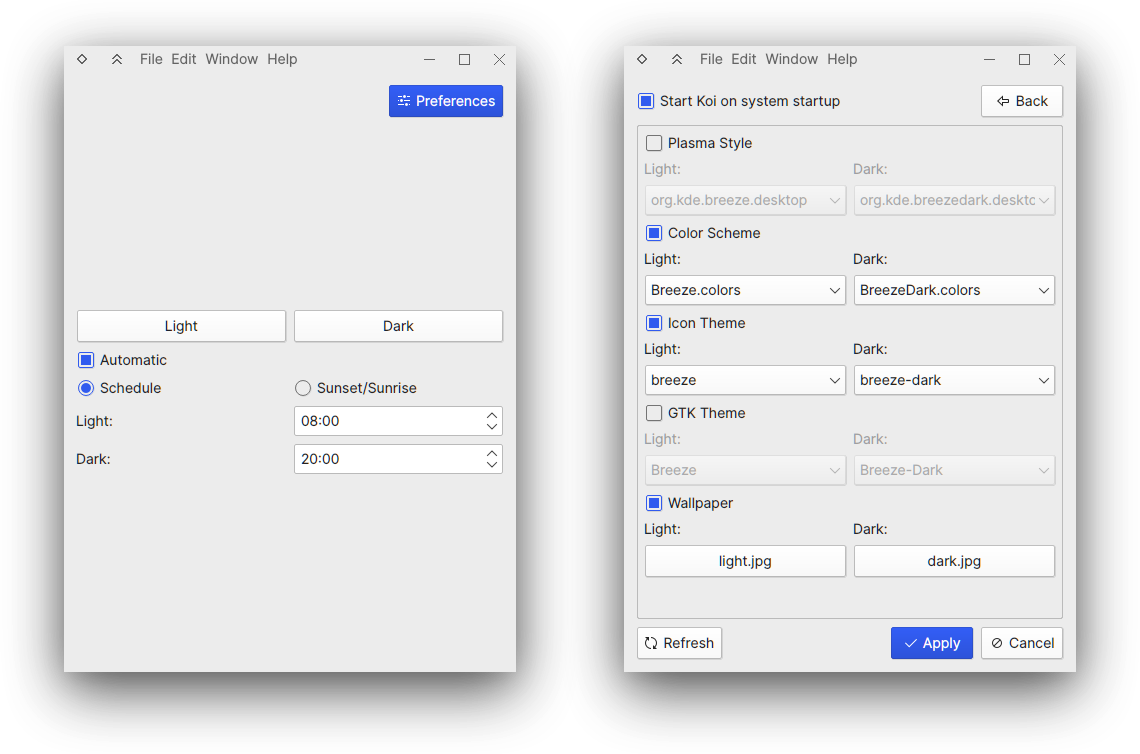 File Edit Window Help
Preferences
Light Dark
Automatic
Schedule Sunset/Sunrise
Light: 08:00
Dark: 20:00
File Edit Window Help
Start Koi on system startup Back
Plasma Style
Light: Dark:
org.kde.breeze.desktop org.kde.breezedark.desktc
Color Scheme
Light: Dark:
Breeze.colors BreezeDark.colors
Icon Theme
Light: Dark:
breeze breeze-dark
GTK Theme
Light: Dark:
Breeze Breeze-Dark
Wallpaper
Light: Dark:
light.jpg dark.jpg
Refresh Apply Cancel